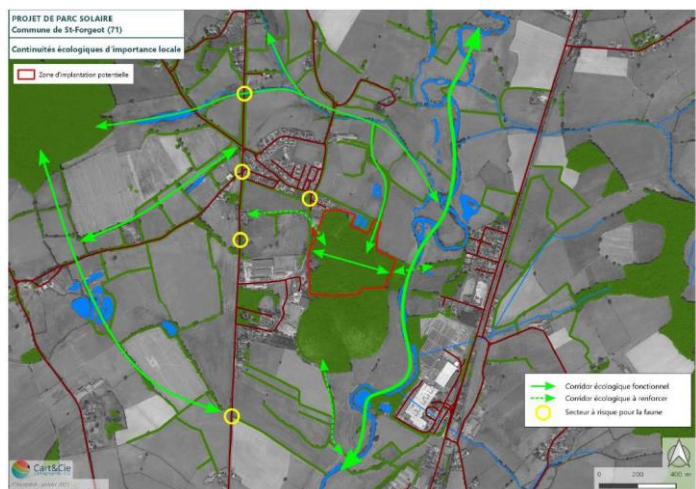 PROJET DE PARC SOLAIRE
Commune de St-Forgeot (71)
Continuités écologiques d'importance locale
Zone d'implantation potentielle
Corridor écologique fonctionnel
Corridor écologique à renforcer
Secteur à risque pour la faune
Cart&Cie
0 200 400 m